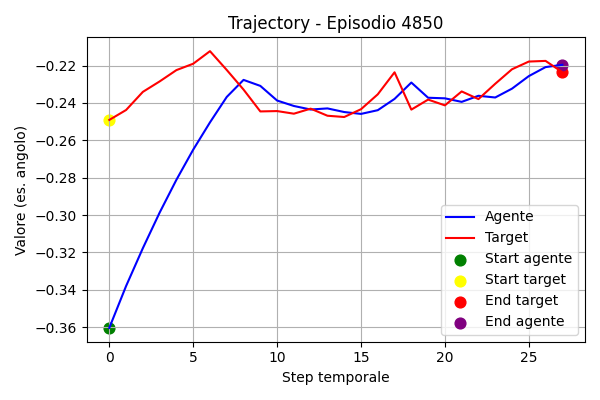 Trajectory - Episodio 4850
Valore (es. angolo)
−0.22
−0.24
−0.26
−0.28
−0.30
−0.32
−0.34
−0.36
Agente
Target
Start agente
Start target
End target
End agente
0
5
10
15
20
25
Step temporale